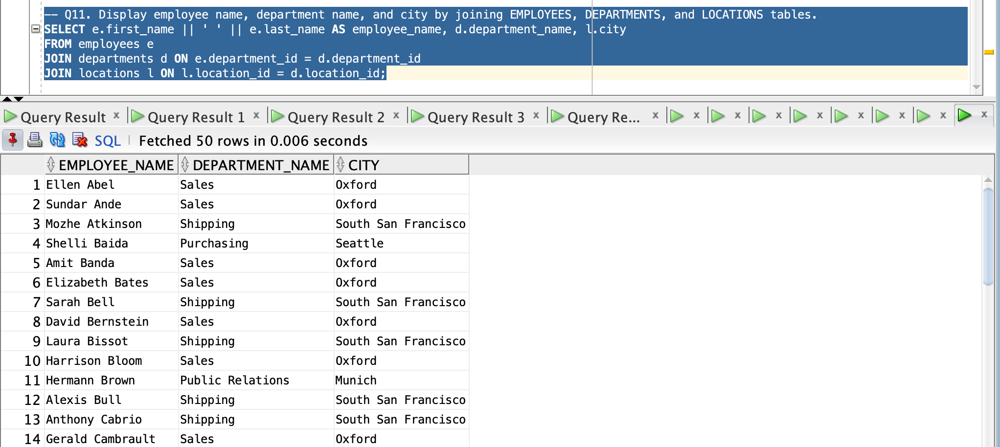 -- Q11. Display employee name, department name, and city by joining EMPLOYEES, DEPARTMENTS, and LOCATIONS tables.
SELECT e.first_name || ' ' || e.last_name AS employee_name, d.department_name, l.city
FROM employees e
JOIN departments d ON e.department_id = d.department_id
JOIN locations l ON l.location_id = d.location_id;
Query Result x Query Result 1 x Query Result 2 x Query Result 3 x Query Re... x x x x x x x x x
SQL Fetched 50 rows in 0.006 seconds
EMPLOYEE_NAME DEPARTMENT_NAME CITY
1 Ellen Abel Sales Oxford
2 Sundar Ande Sales Oxford
3 Mozhe Atkinson Shipping South San Francisco
4 Shelli Baida Purchasing Seattle
5 Amit Banda Sales Oxford
6 Elizabeth Bates Sales Oxford
7 Sarah Bell Shipping South San Francisco
8 David Bernstein Sales Oxford
9 Laura Bissot Shipping South San Francisco
10 Harrison Bloom Sales Oxford
11 Hermann Brown Public Relations Munich
12 Alexis Bull Shipping South San Francisco
13 Anthony Cabrio Shipping South San Francisco
14 Gerald Cambrault Sales Oxford